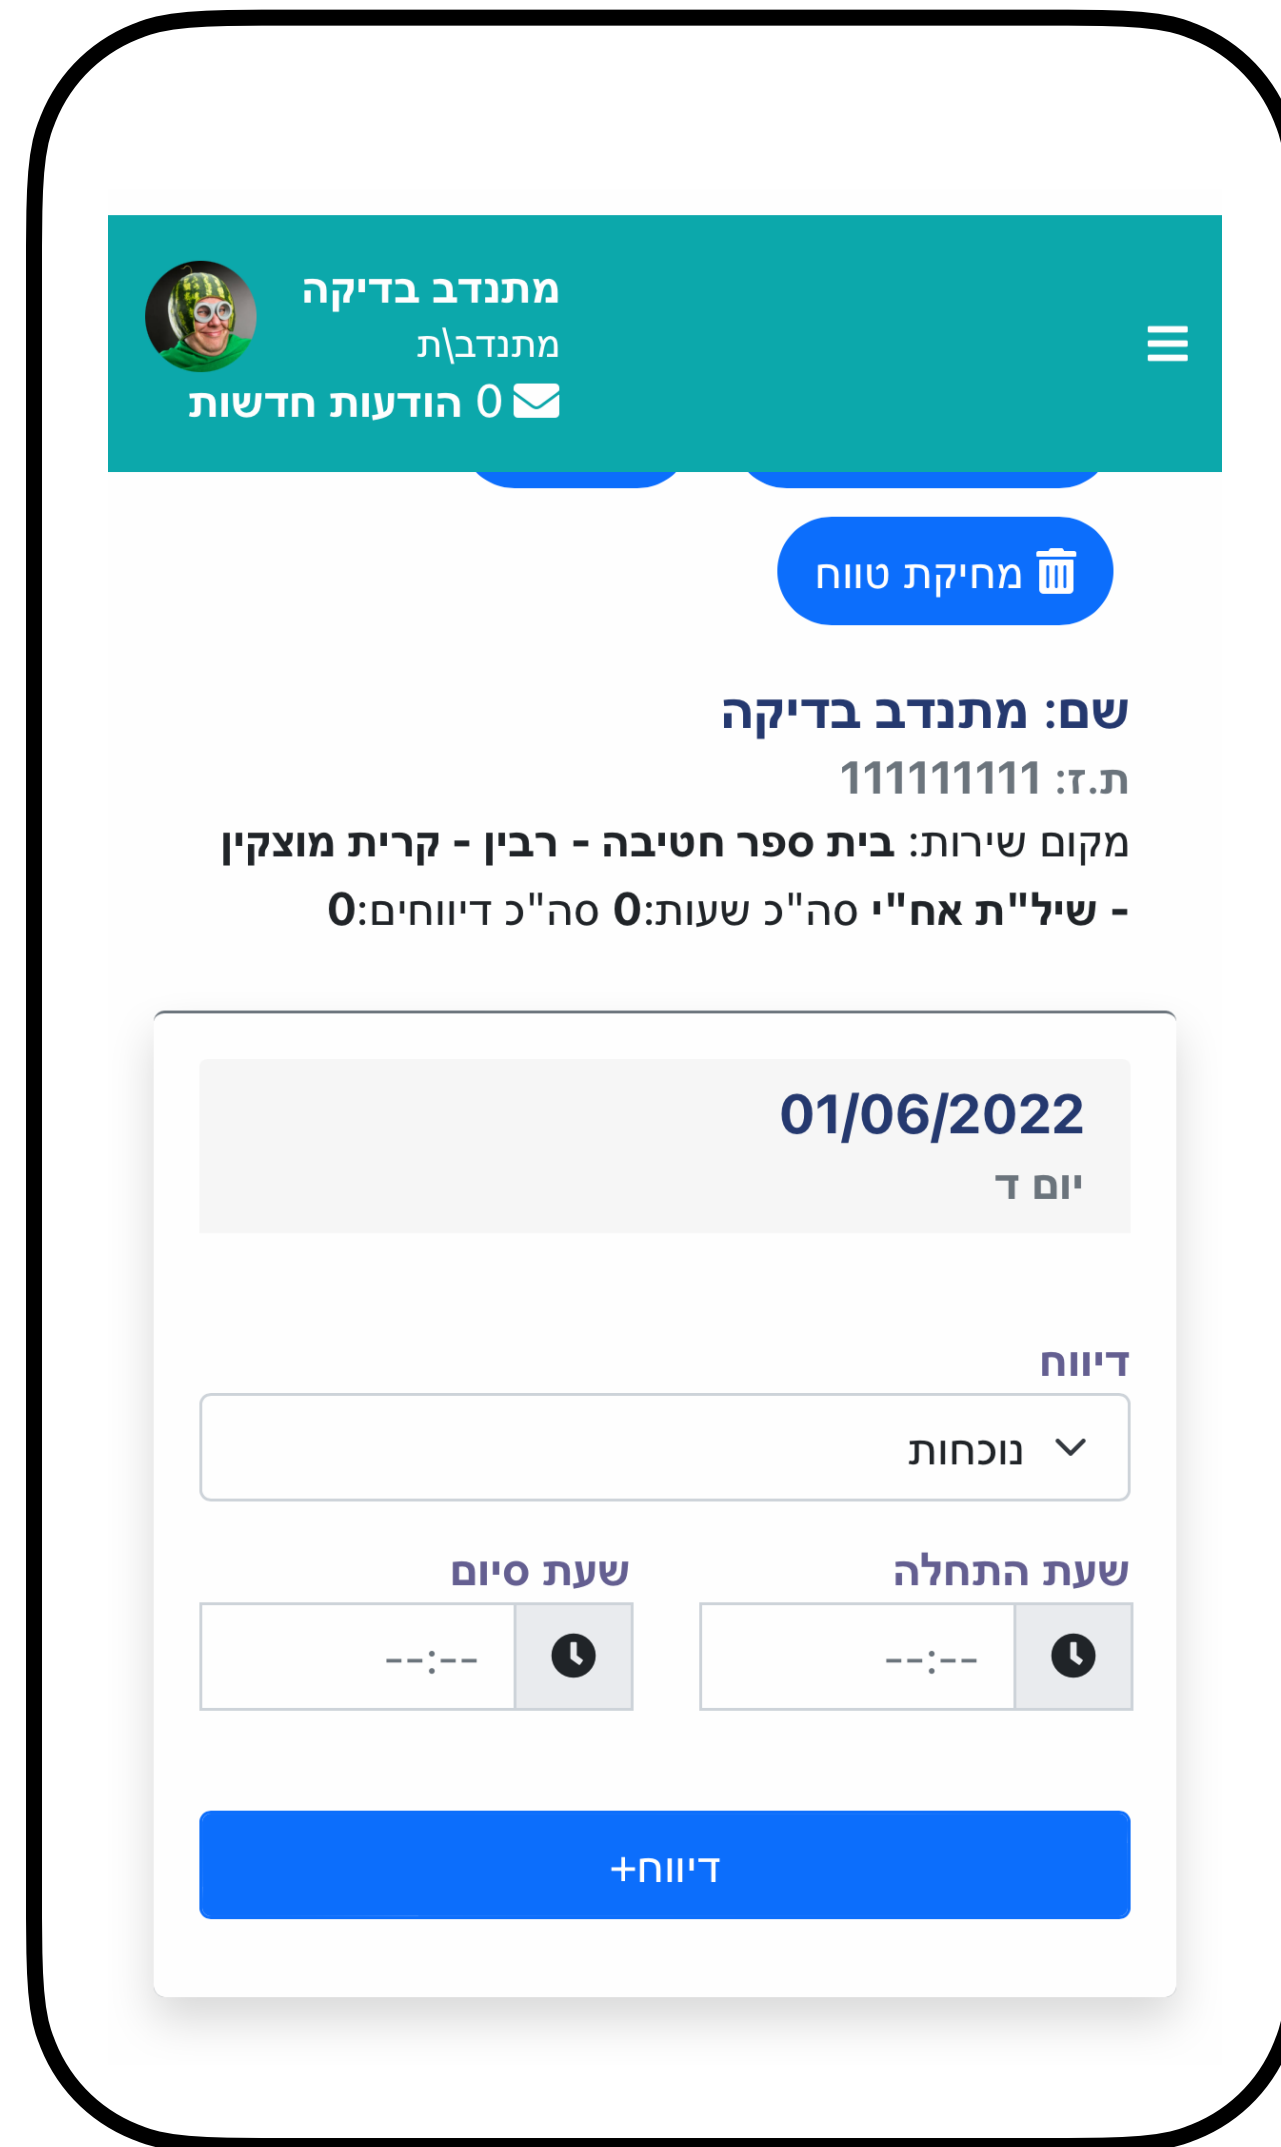 מתנדב בדיקה
מתנדב\ת
0 הודעות חדשות
מחיקת טווח
שם: מתנדב בדיקה
ת.ז: 111111111
מקום שירות: בית ספר חטיבה - רבין - קרית מוצקין
- שיל"ת אח"י סה"כ שעות:0 סה"כ דיווחים:0
01/06/2022
יום ד
דיווח
נוכחות
שעת התחלה
--:--
שעת סיום
--:--
דיווח+